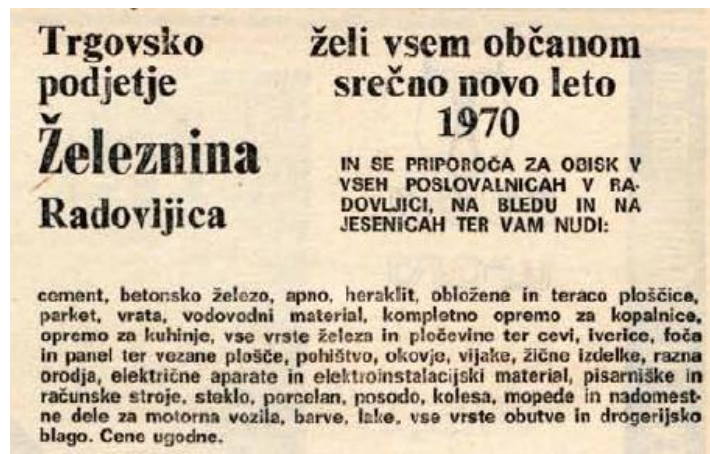 Trgovsko
podjetje
Železnina
Radovljica
želi vsem občanom
srečno novo leto
1970
IN SE PRIPOROČA ZA OBISK V
VSEH POSLOVALNICAH V RA-
DOVLJICI, NA BLEDU IN NA
JESENICAH TER VAM NUDI:
cement, betonsko železo, apno, heraklit, obložene in teraco ploščice,
parket, vrata, vodovodni material, kompletno opremo za kopalnice,
opremo za kuhinje, vse vrste železa in pločevine ter cevi, iverice, foča
in panel ter vezane plošče, pohištvo, okovje, vijake, žične izdelke, razna
orodja, električne aparate in elektroinstalacijski material, pisarniške in
računske stroje, steklo, porcelan, posodo, kolesa, mopede in nadomest-
ne dele za motorna vozila, barve, lake, vse vrste obutve in drogerijsko
blago. Cene ugodne.